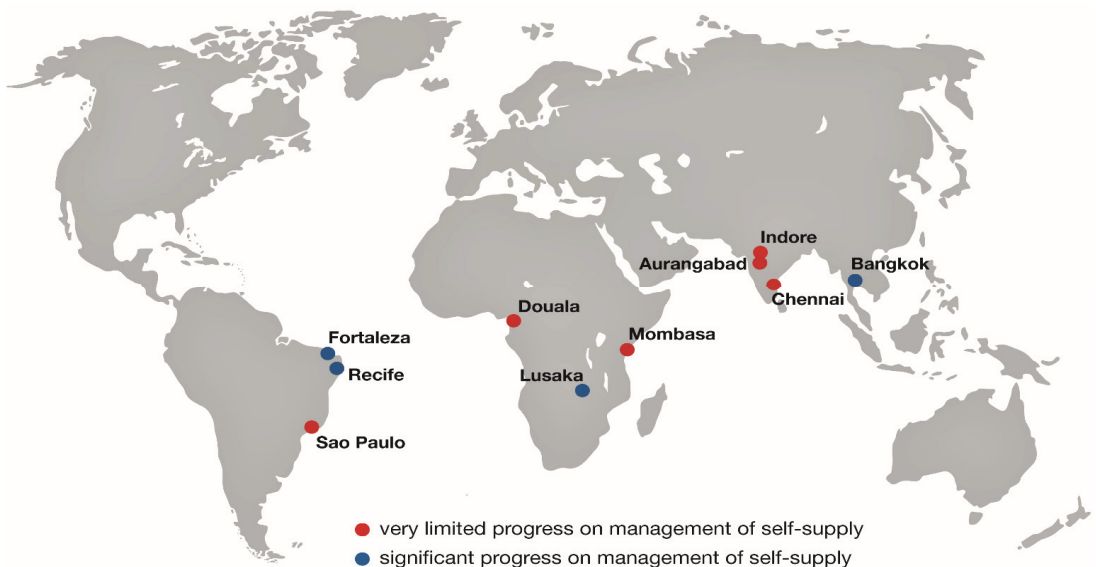 Indore
Aurangabad
Bangkok
Chennai
Douala
Mombasa
Fortaleza
Lusaka
Recife
Sao Paulo
very limited progress on management of self-supply
significant progress on management of self-supply